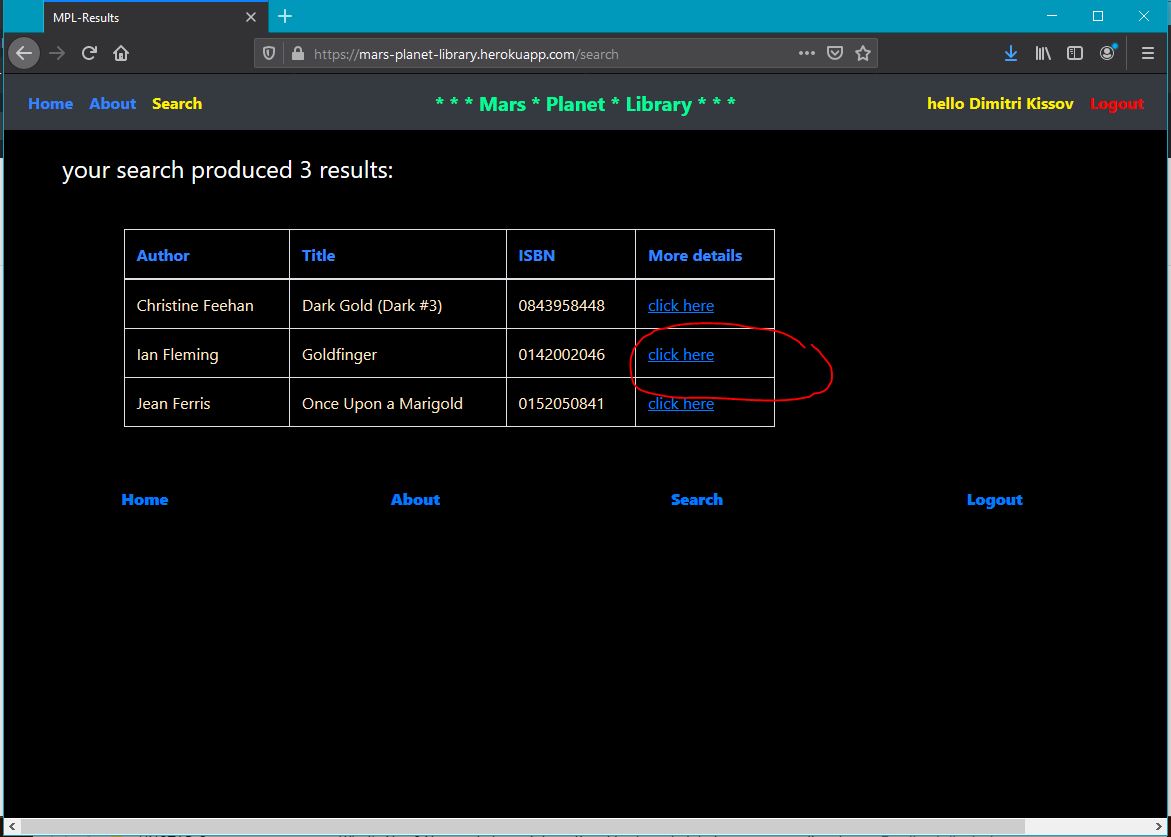 MPL-Results
https://mars-planet-library.herokuapp.com/search
Home About Search * * * Mars * Planet * Library * * * hello Dimitri Kissov Logout
your search produced 3 results:
Author Title ISBN More details
Christine Feehan Dark Gold (Dark #3) 0843958448 click here
Ian Fleming Goldfinger 0142002046 click here
Jean Ferris Once Upon a Marigold 0152050841 click here
Home About Search Logout